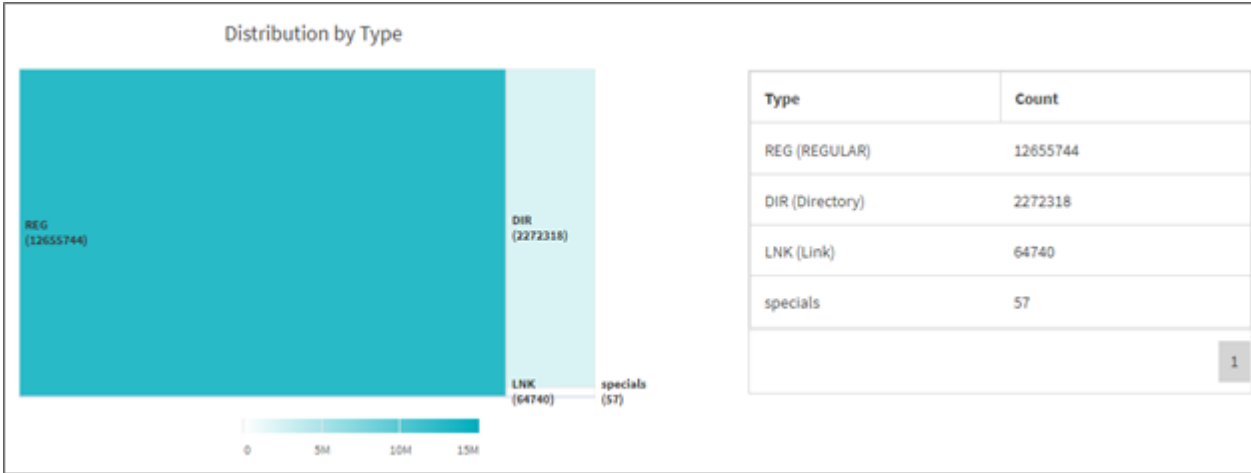 Distribution by Type
REG
(12655744)
DIR
(2272318)
LNK
(64740)
specials
(57)
0 5M 10M 15M
Type Count
REG (REGULAR) 12655744
DIR (Directory) 2272318
LNK (Link) 64740
specials 57
1